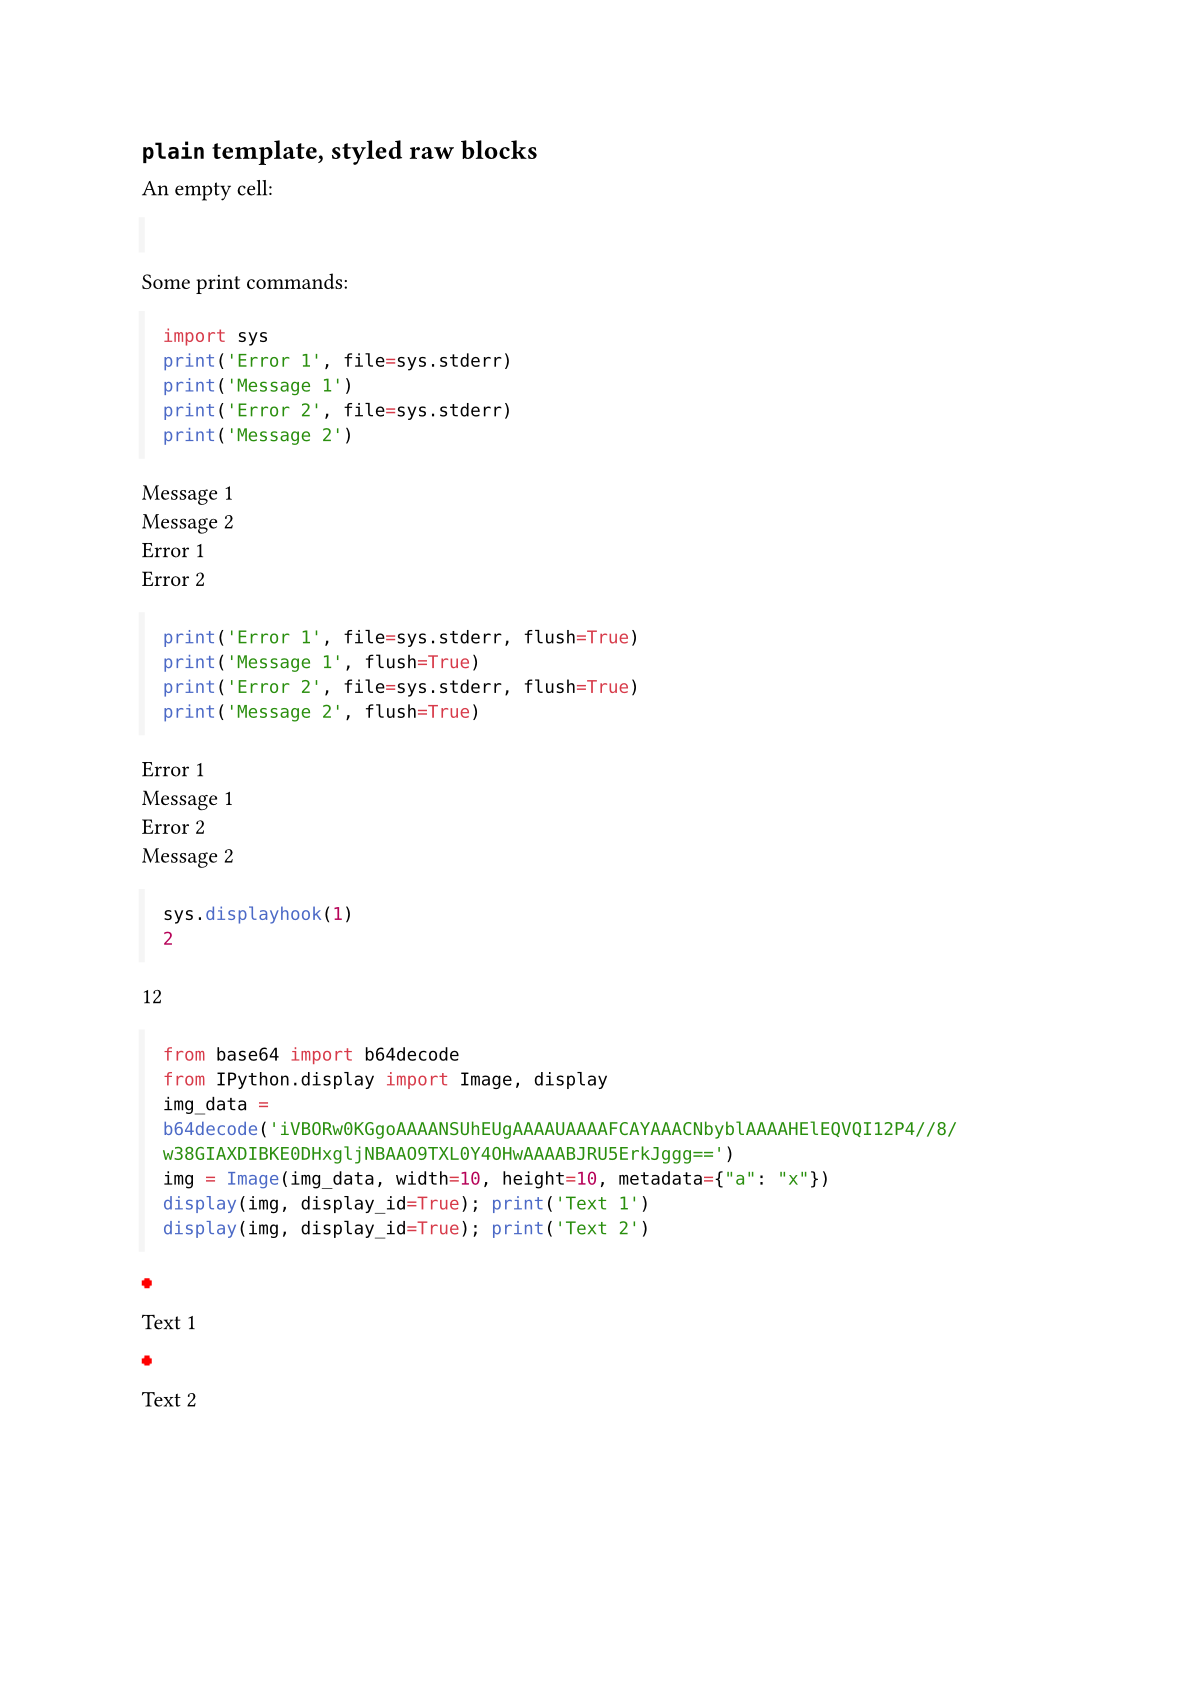 plain template, styled raw blocks
An empty cell:
Some print commands:
import sys
print('Error 1', file=sys.stderr)
print('Message 1')
print('Error 2', file=sys.stderr)
print('Message 2')
Message 1
Message 2
Error 1
Error 2
print('Error 1', file=sys.stderr, flush=True)
print('Message 1', flush=True)
print('Error 2', file=sys.stderr, flush=True)
print('Message 2', flush=True)
Error 1
Message 1
Error 2
Message 2
sys.displayhook(1)
2
12
from base64 import b64decode
from IPython.display import Image, display
img_data =
b64decode('iVBORw0KGgoAAAANSUhEUgAAAAUAAAAFCAYAAACNbyblAAAAHElEQVQI12P4//8/
w38GIAXDIBKE0DHxgljNBAAO9TXL0Y4OHwAAAABJRU5ErkJggg==')
img = Image(img_data, width=10, height=10, metadata={"a": "x"})
display(img, display_id=True); print('Text 1')
display(img, display_id=True); print('Text 2')
Text 1
Text 2